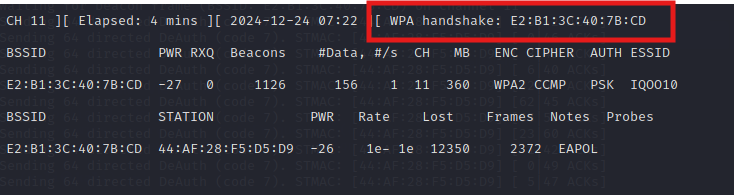 CH 11 ][ Elapsed: 4 mins ][ 2024-12-24 07:22 ][ WPA handshake: E2:B1:3C:40:7B:CD
BSSID PWR RXQ Beacons #Data, #/s CH MB ENC CIPHER AUTH ESSID
E2:B1:3C:40:7B:CD -27 0 1126 156 1 11 360 WPA2 CCMP PSK IQOO10
BSSID STATION PWR Rate Lost Frames Notes Probes
E2:B1:3C:40:7B:CD 44:AF:28:F5:D5:D9 -26 1e- 1e 12350 2372 EAPOL